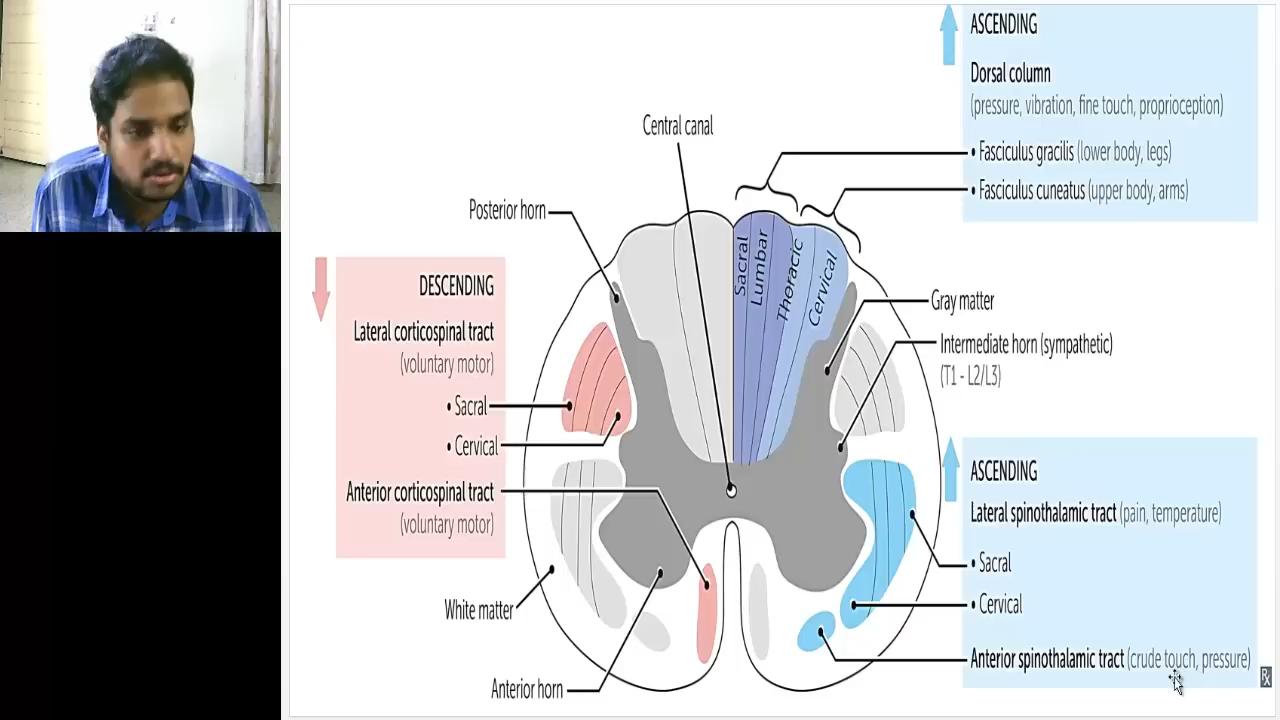 ASCENDING
Dorsal column
(pressure, vibration, fine touch, proprioception)
• Fasciculus gracilis (lower body, legs)
• Fasciculus cuneatus (upper body, arms)
Central canal
Posterior horn
Sacral
Lumbar
Thoracic
Cervical
DESCENDING
Lateral corticospinal tract
(voluntary motor)
• Sacral
• Cervical
Anterior corticospinal tract
(voluntary motor)
White matter
Anterior horn
Gray matter
Intermediate horn (sympathetic)
(T1 - L2/L3)
ASCENDING
Lateral spinothalamic tract (pain, temperature)
• Sacral
• Cervical
Anterior spinothalamic tract (crude touch, pressure)
Rx